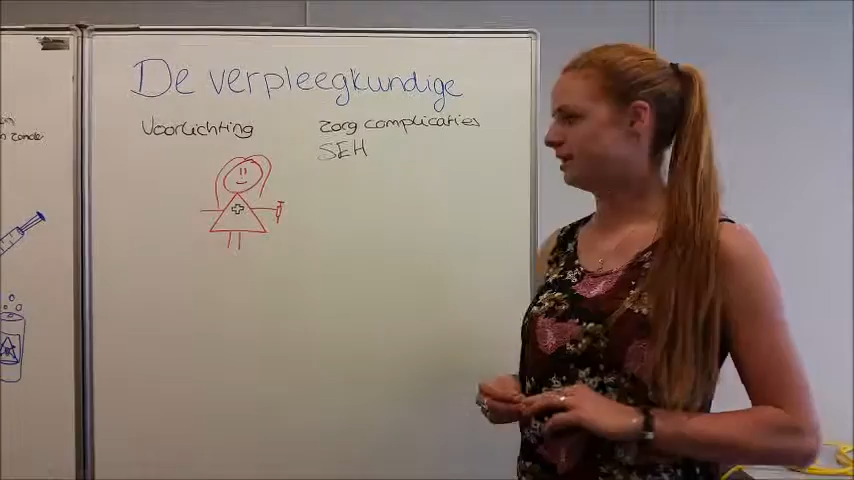 De verpleegkundige
Voorlichting
Zorg complicaties
SEH